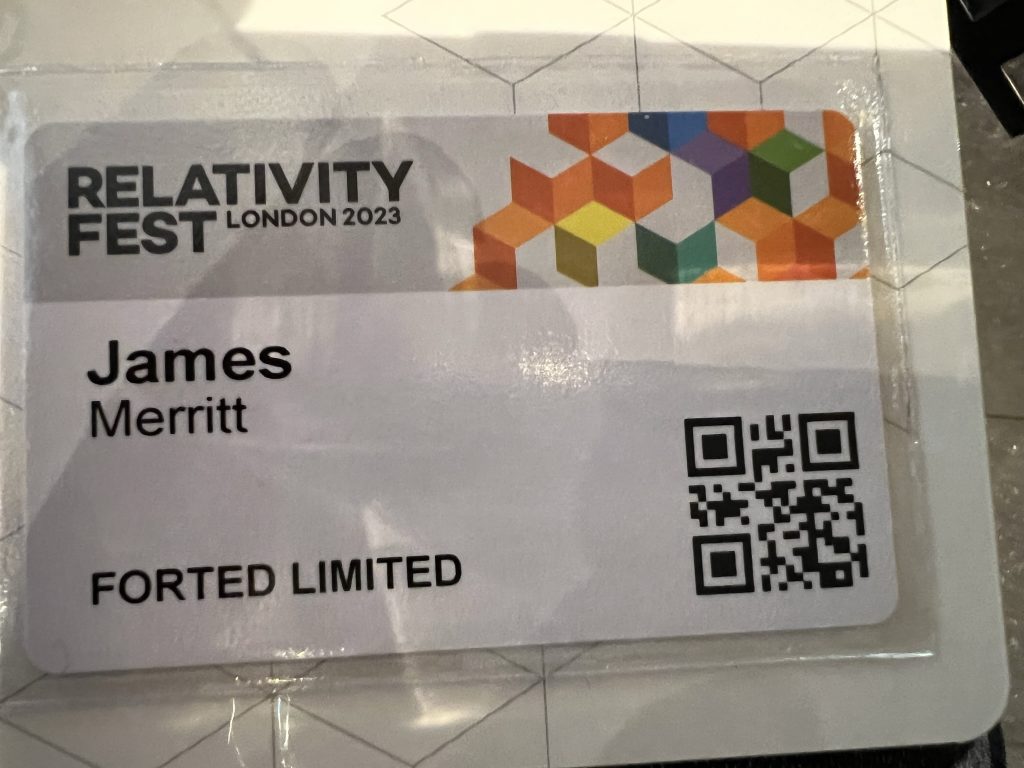 RELATIVITY
FEST LONDON 2023
James
Merritt
FORTED LIMITED